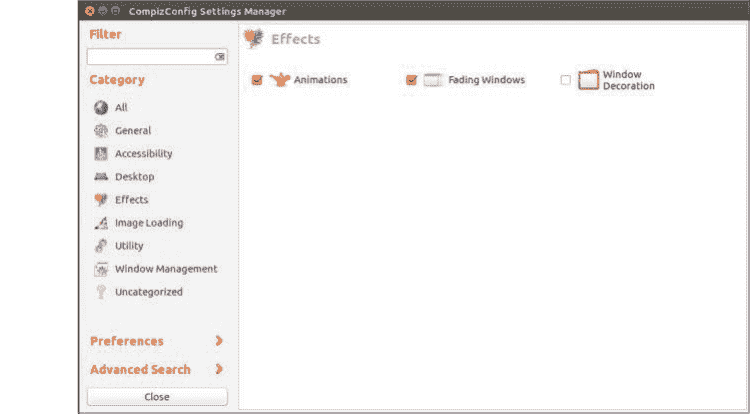 CompizConfig Settings Manager
Filter
Effects
Animations
Fading Windows
Window
Decoration
Category
All
General
Accessibility
Desktop
Effects
Image Loading
Utility
Window Management
Uncategorized
Preferences
Advanced Search
Close